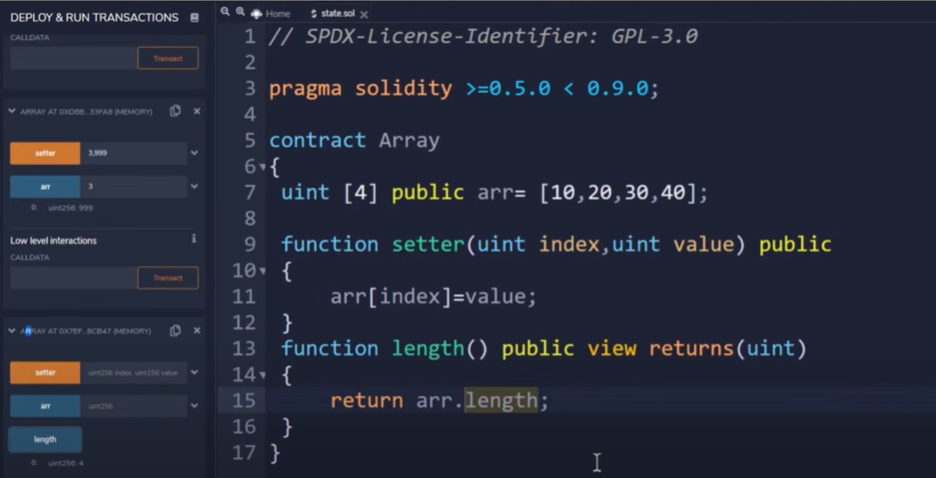 DEPLOY & RUN TRANSACTIONS
CALLDATA
Transact
ARRAY AT 0XDBB...33FAB (MEMORY)
setter 3,999
arr 3
0: uint256: 999
Low level interactions
CALLDATA
Transact
ARRAY AT 0X7EF...8CB47 (MEMORY)
setter uint256 index, uint256 value
arr uint256
length
0: uint256: 4
Home state.sol
1 // SPDX-License-Identifier: GPL-3.0
2
3 pragma solidity >=0.5.0 < 0.9.0;
4
5 contract Array
6 {
7 uint [4] public arr= [10,20,30,40];
8
9 function setter(uint index,uint value) public
10 {
11 arr[index]=value;
12 }
13 function length() public view returns(uint)
14 {
15 return arr.length;
16 }
17 }